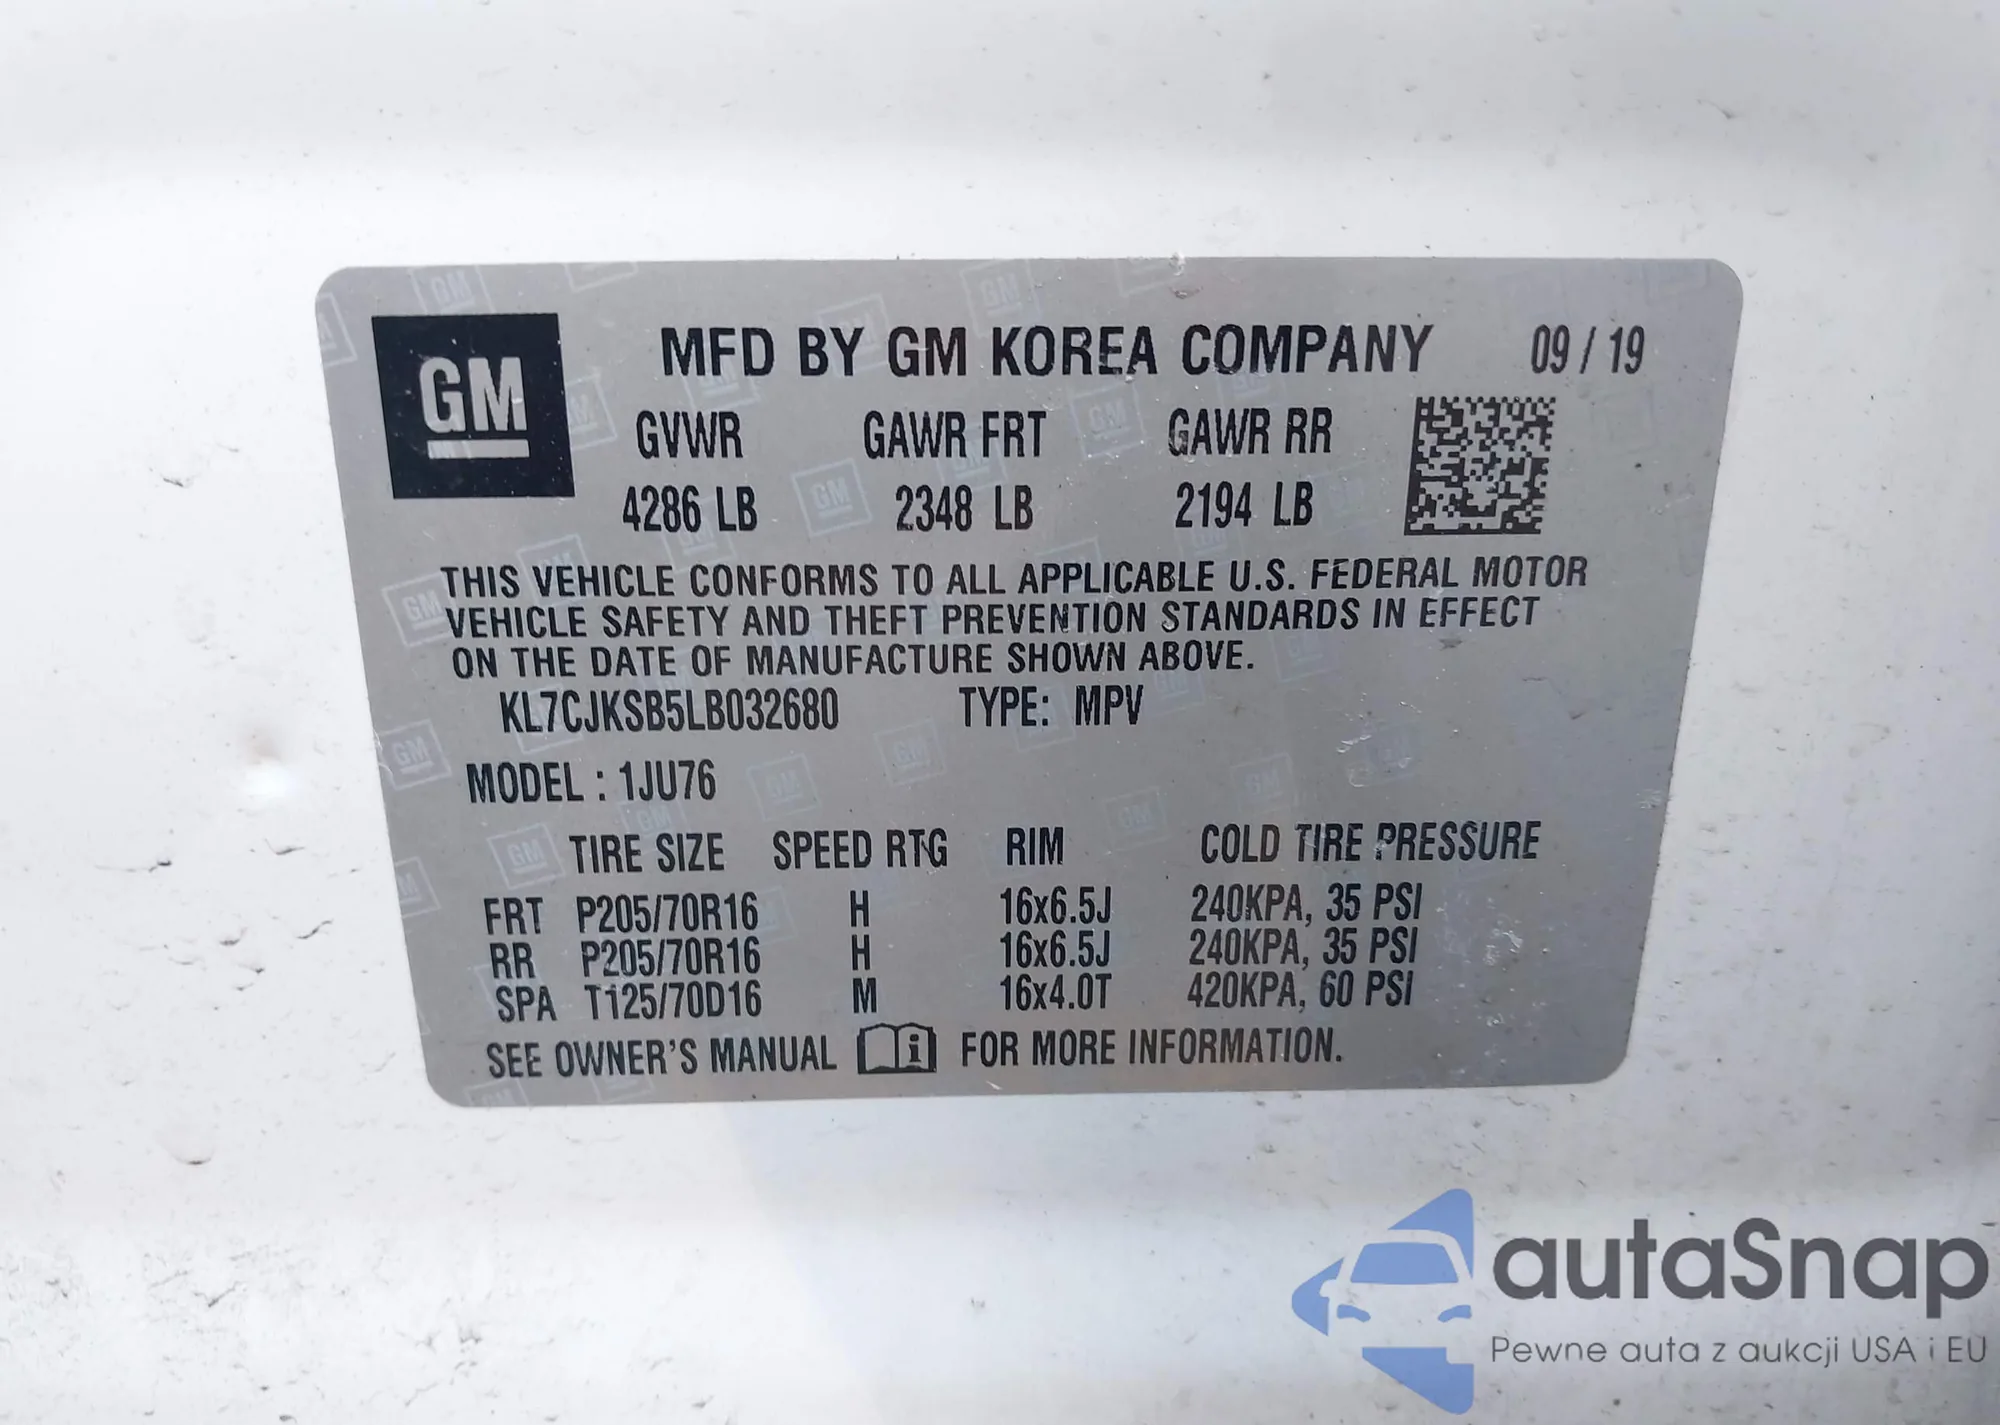 GM
MFD BY GM KOREA COMPANY 09 / 19
GVWR GAWR FRT GAWR RR
4286 LB 2348 LB 2194 LB
THIS VEHICLE CONFORMS TO ALL APPLICABLE U.S. FEDERAL MOTOR
VEHICLE SAFETY AND THEFT PREVENTION STANDARDS IN EFFECT
ON THE DATE OF MANUFACTURE SHOWN ABOVE.
KL7CJKSB5LB032680 TYPE: MPV
MODEL : 1JU76
TIRE SIZE SPEED RTG RIM COLD TIRE PRESSURE
FRT P205/70R16 H 16x6.5J 240KPA, 35 PSI
RR P205/70R16 H 16x6.5J 240KPA, 35 PSI
SPA T125/70D16 M 16x4.0T 420KPA, 60 PSI
SEE OWNER'S MANUAL i FOR MORE INFORMATION.
autaSnap
Pewne auta z aukcji USA i EU